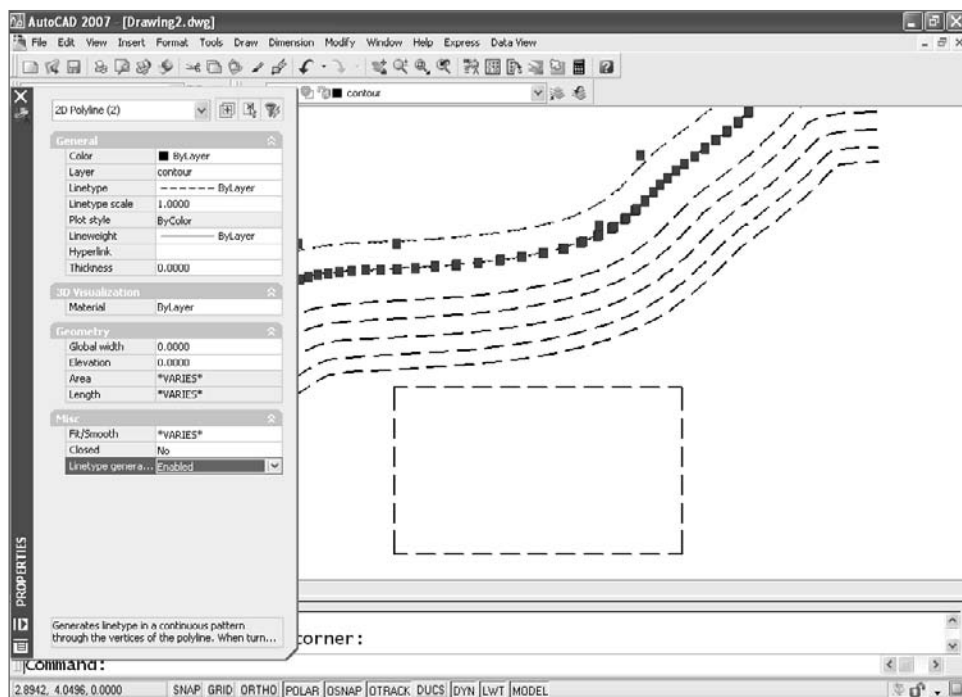 AutoCAD 2007 - [Drawing2.dwg]
File Edit View Insert Format Tools Draw Dimension Modify Window Help Express Data View
contour
2D Polyline (2)
General
Color ByLayer
Layer contour
Linetype ByLayer
Linetype scale 1.0000
Plot style ByColor
Lineweight ByLayer
Hyperlink
Thickness 0.0000
3D Visualization
Material ByLayer
Geometry
Global width 0.0000
Elevation 0.0000
Area *VARIES*
Length *VARIES*
Misc
Fit/Smooth *VARIES*
Closed No
Linetype genera... Enabled
PROPERTIES
Generates linetype in a continuous pattern
through the vertices of the polyline. When turn...
corner:
Command:
2.8942, 4.0496, 0.0000 SNAP GRID ORTHO POLAR OSNAP OTRACK DUCS DYN LWT MODEL